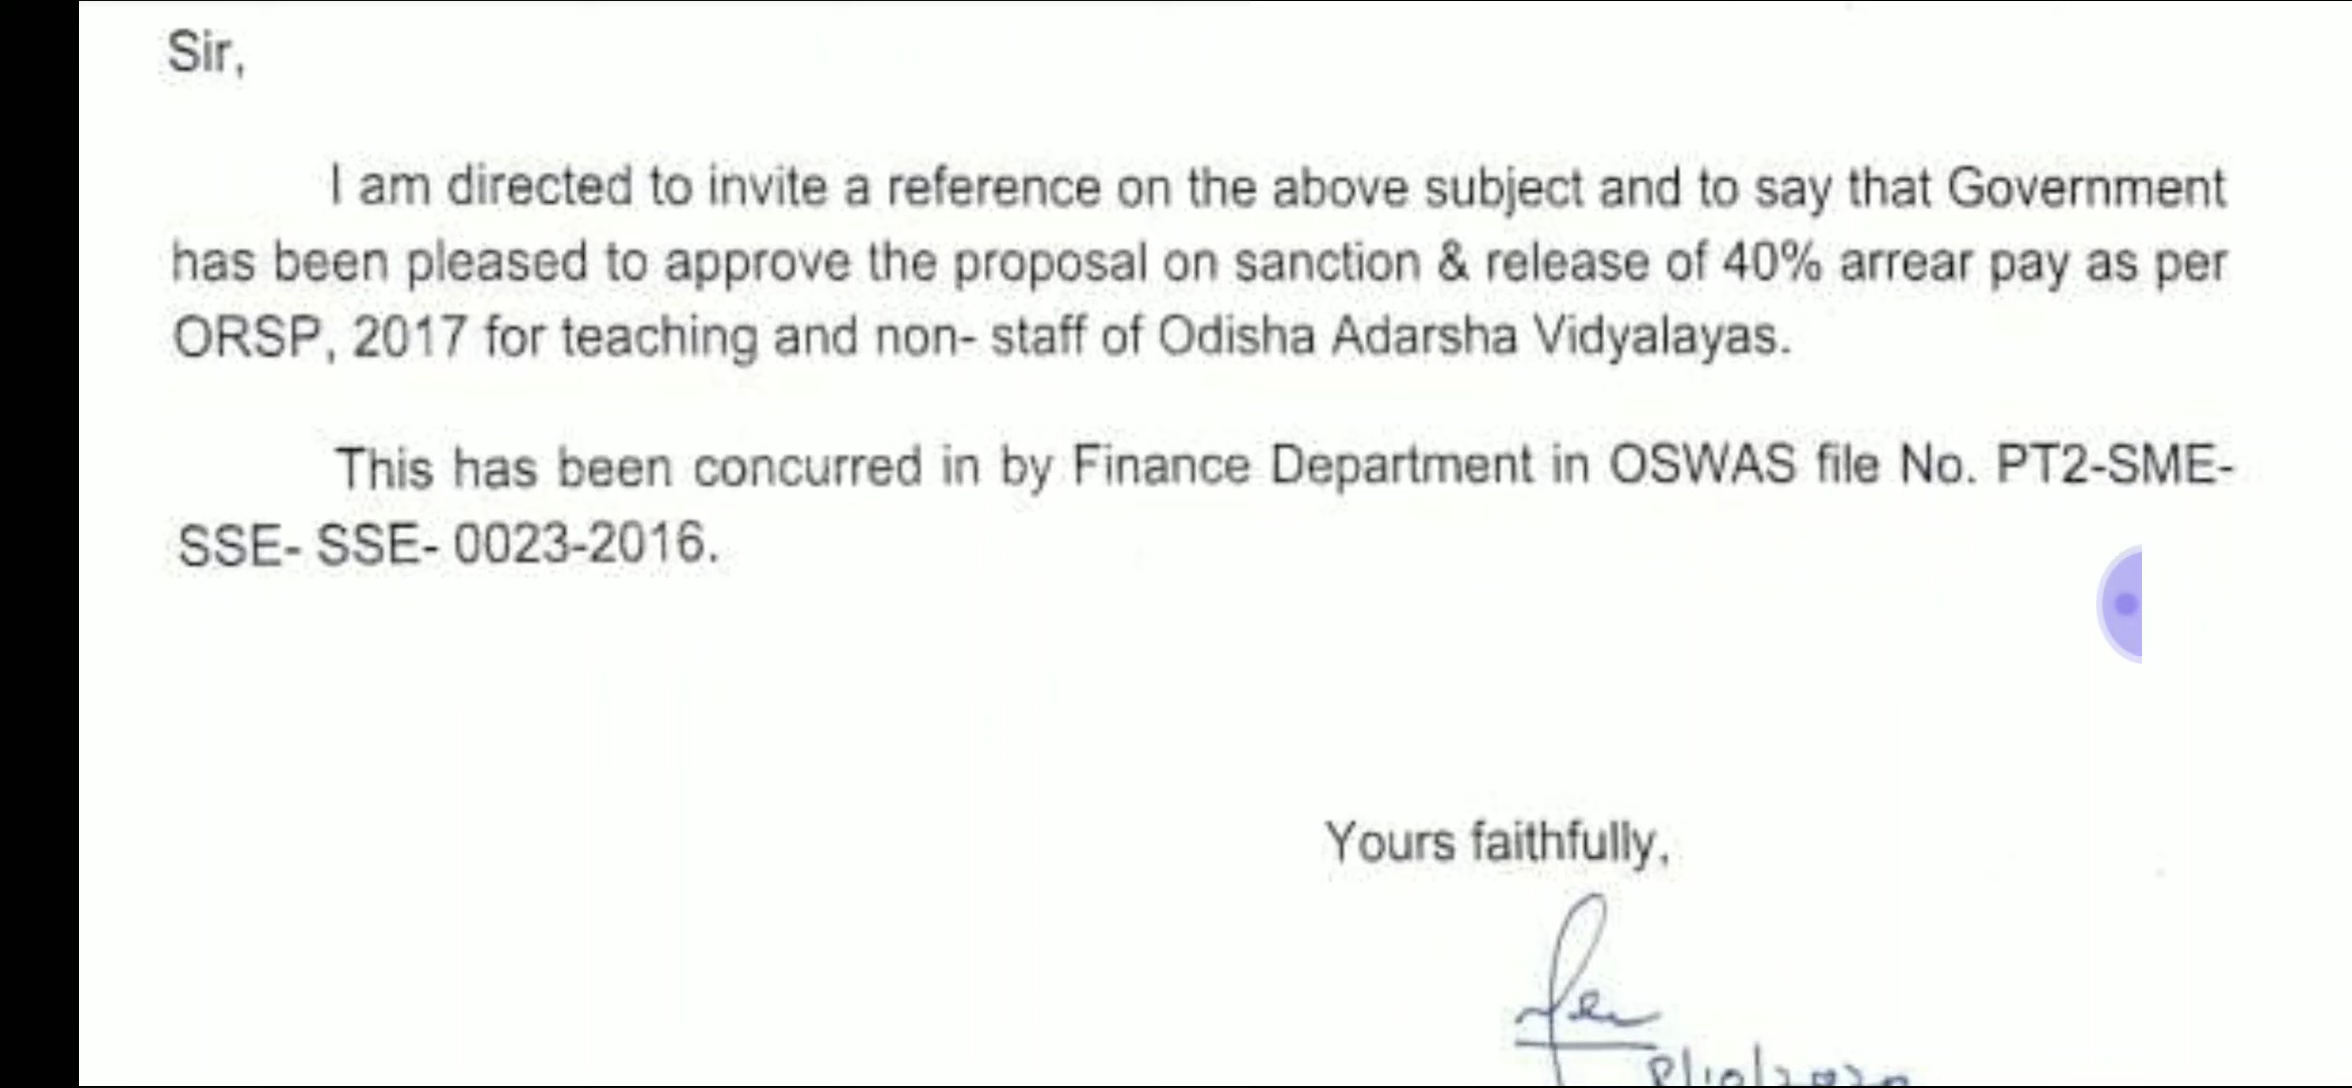 Sir,
I am directed to invite a reference on the above subject and to say that Government
has been pleased to approve the proposal on sanction & release of 40% arrear pay as per
ORSP, 2017 for teaching and non- staff of Odisha Adarsha Vidyalayas.
This has been concurred in by Finance Department in OSWAS file No. PT2-SME-
SSE- SSE- 0023-2016.
Yours faithfully,